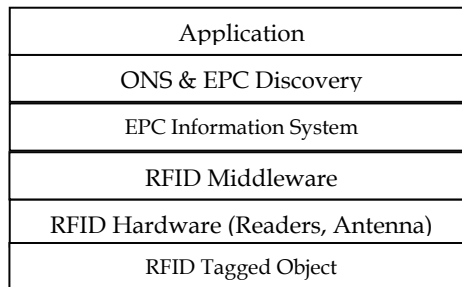 Application
ONS & EPC Discovery
EPC Information System
RFID Middleware
RFID Hardware (Readers, Antenna)
RFID Tagged Object